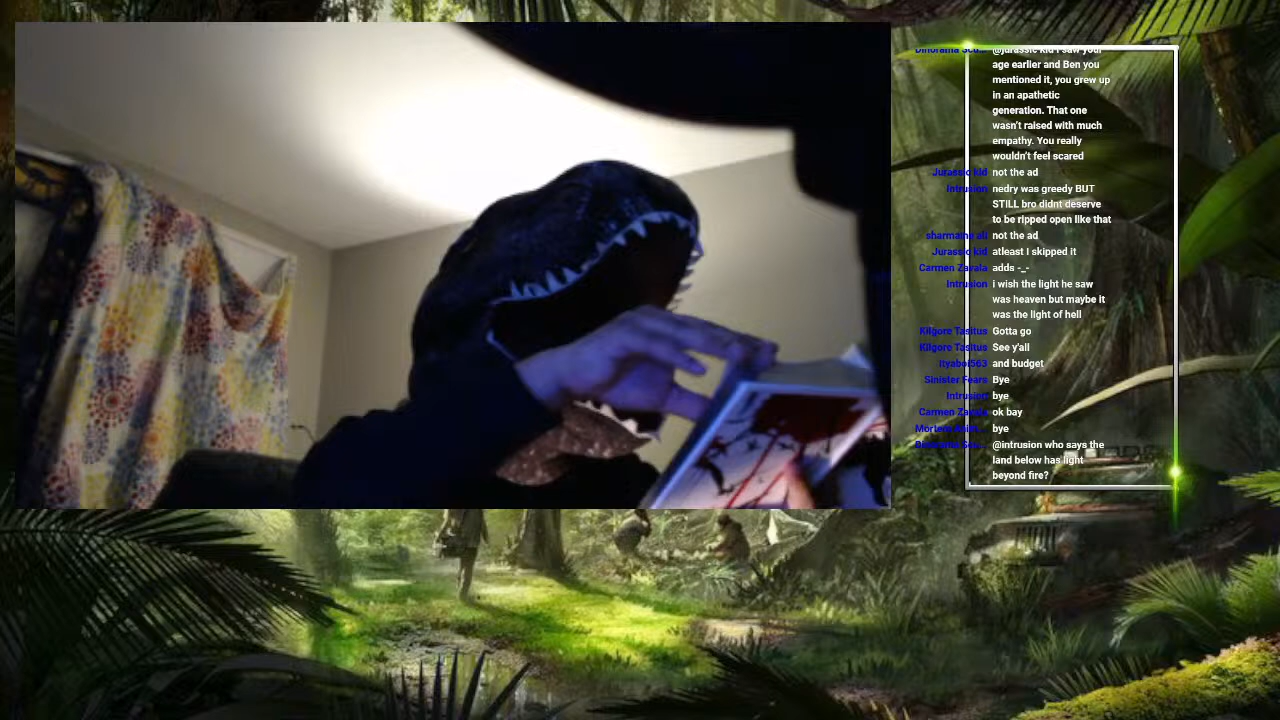 @jurassic kid i saw your
age earlier and Ben you
mentioned it, you grew up
in an apathetic
generation. That one
wasn't raised with much
empathy. You really
wouldn't feel scared
Jurassic kid not the ad
Intrusion nedry was greedy BUT
STILL bro didnt deserve
to be ripped open like that
sharmaine ali not the ad
Jurassic kid atleast I skipped it
Carmen Zavala adds -_-
Intrusion i wish the light he saw
was heaven but maybe it
was the light of hell
Kilgore Tasitus Gotta go
Kilgore Tasitus See y'all
ityaboi563 and budget
Sinister Fears Bye
Intrusion bye
Carmen Zavala ok bay
bye
@intrusion who says the
land below has light
beyond fire?